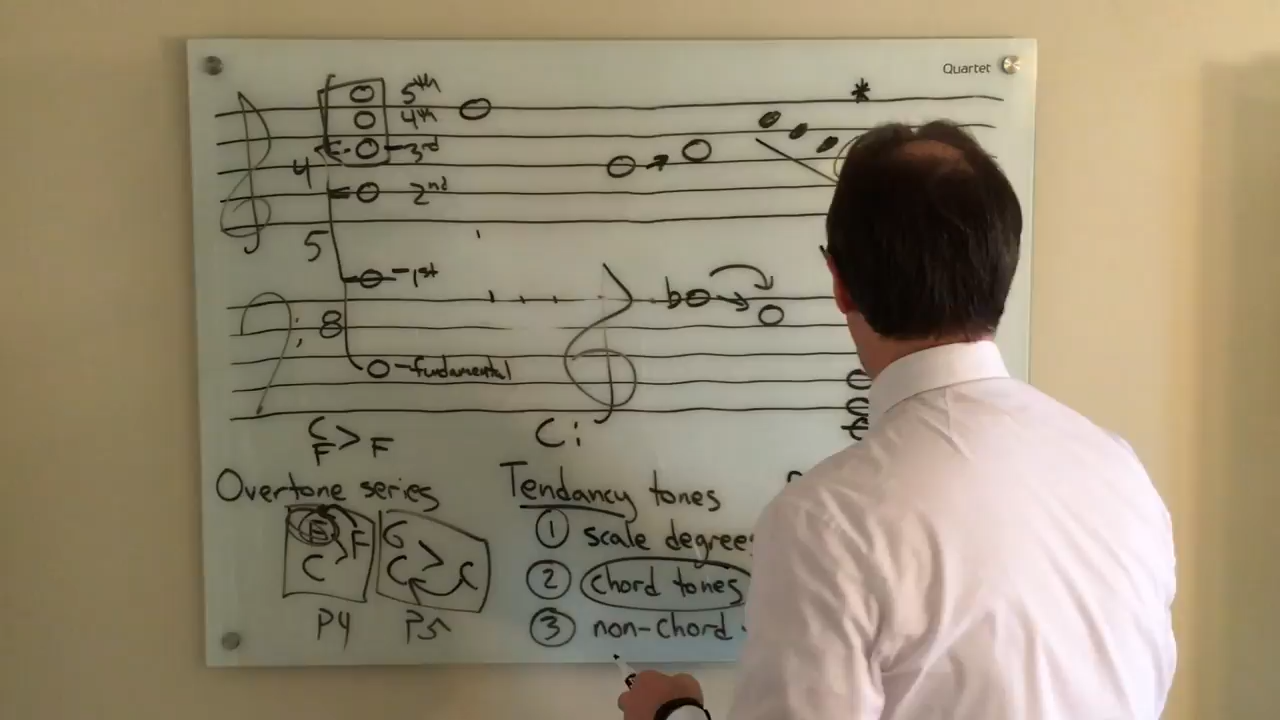 Quartet
5th
4th
3rd
4
2nd
5
1st
8
fundamental
b
C
F > F
C:
Overtone series
Tendancy tones
E
C > F
G
C > C
P4
P5
1 scale degrees
2 chord tones
3 non-chord